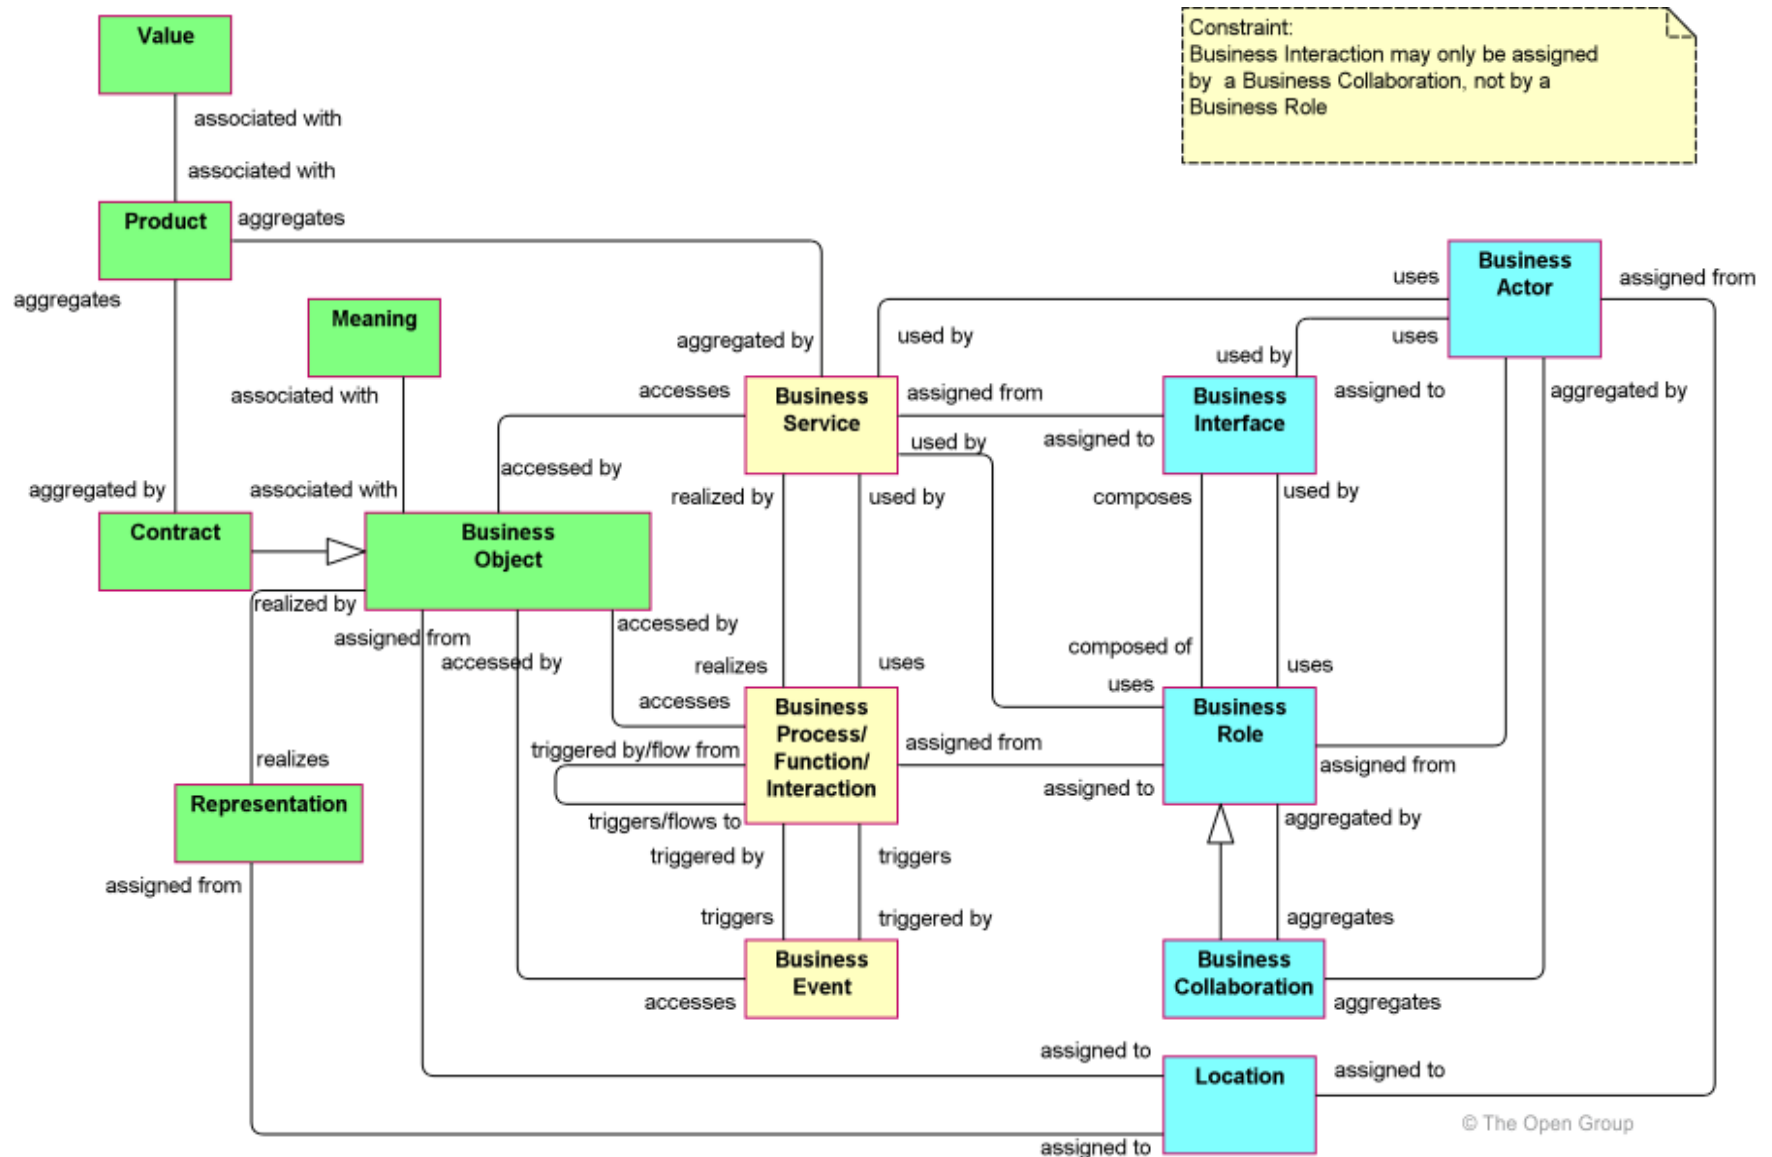 Value
Constraint:
Business Interaction may only be assigned
by  a Business Collaboration, not by a
Business Role
associated with
associated with
Product
aggregates
aggregates
Meaning
associated with
Business
Actor
uses
assigned from
used by
uses
used by
aggregated by
accesses
Business
Service
assigned from
assigned to
Business
Interface
assigned to
aggregated by
used by
accessed by
aggregated by
associated with
realized by
used by
composes
used by
Contract
Business
Object
realized by
assigned from
accessed by
accessed by
realizes
uses
composed of
uses
uses
accesses
Business
Process/
Function/
Interaction
triggered by/flow from
triggers/flows to
assigned from
assigned to
Business
Role
assigned from
realizes
Representation
assigned from
triggered by
triggers
aggregated by
triggers
triggered by
aggregates
Business
Event
accesses
Business
Collaboration
aggregates
assigned to
Location
assigned to
assigned to
© The Open Group